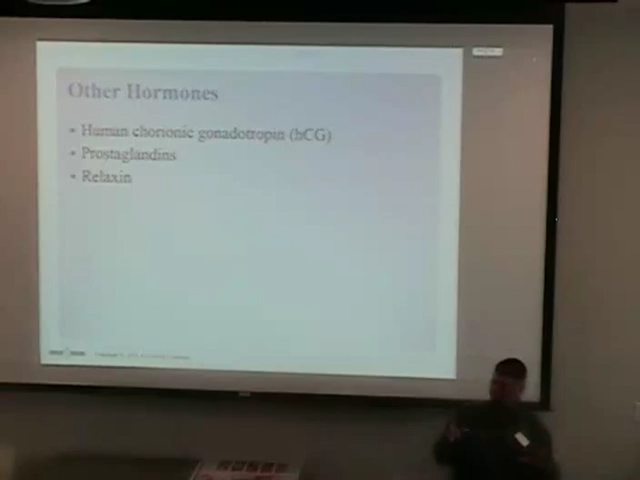 Other Hormones
• Human chorionic gonadotropin (hCG)
• Prostaglandins
• Relaxin